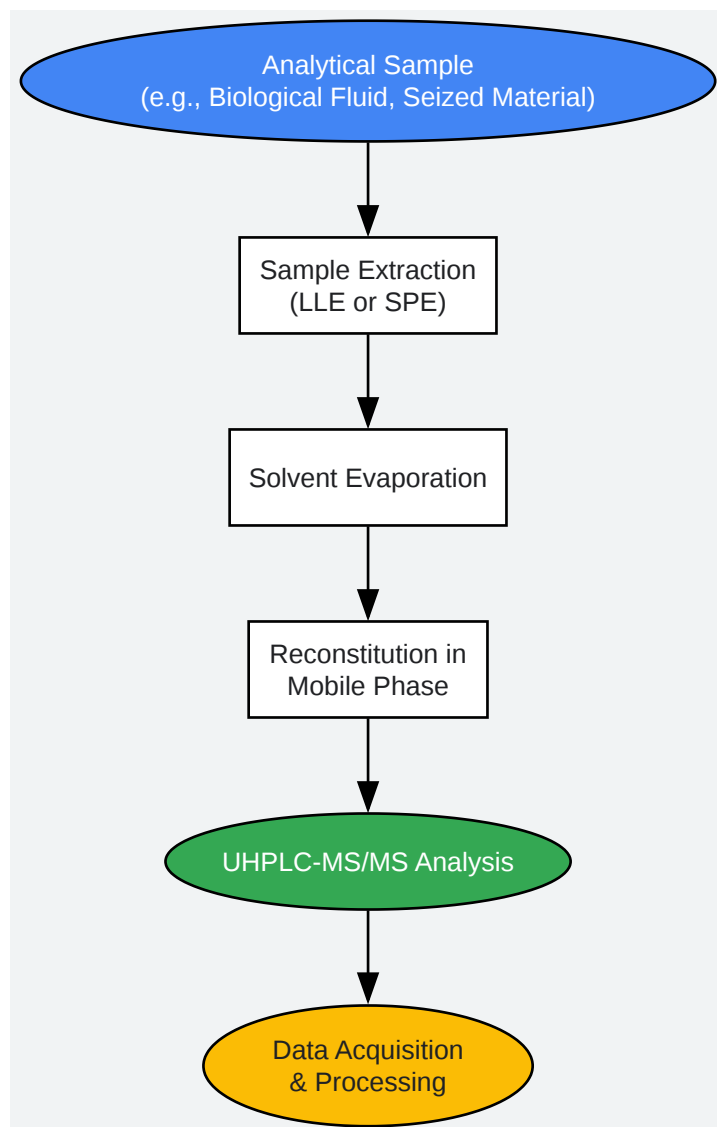 Analytical Sample
(e.g., Biological Fluid, Seized Material)
Sample Extraction
(LLE or SPE)
Solvent Evaporation
Reconstitution in
Mobile Phase
UHPLC-MS/MS Analysis
Data Acquisition
& Processing